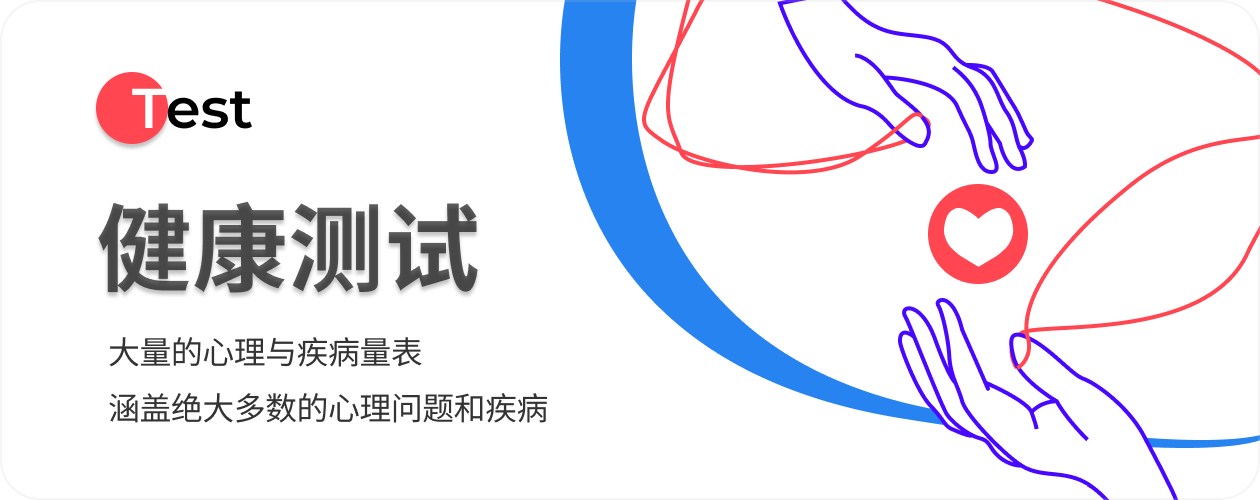 Test
健康测试
大量的心理与疾病量表
涵盖绝大多数的心理问题和疾病